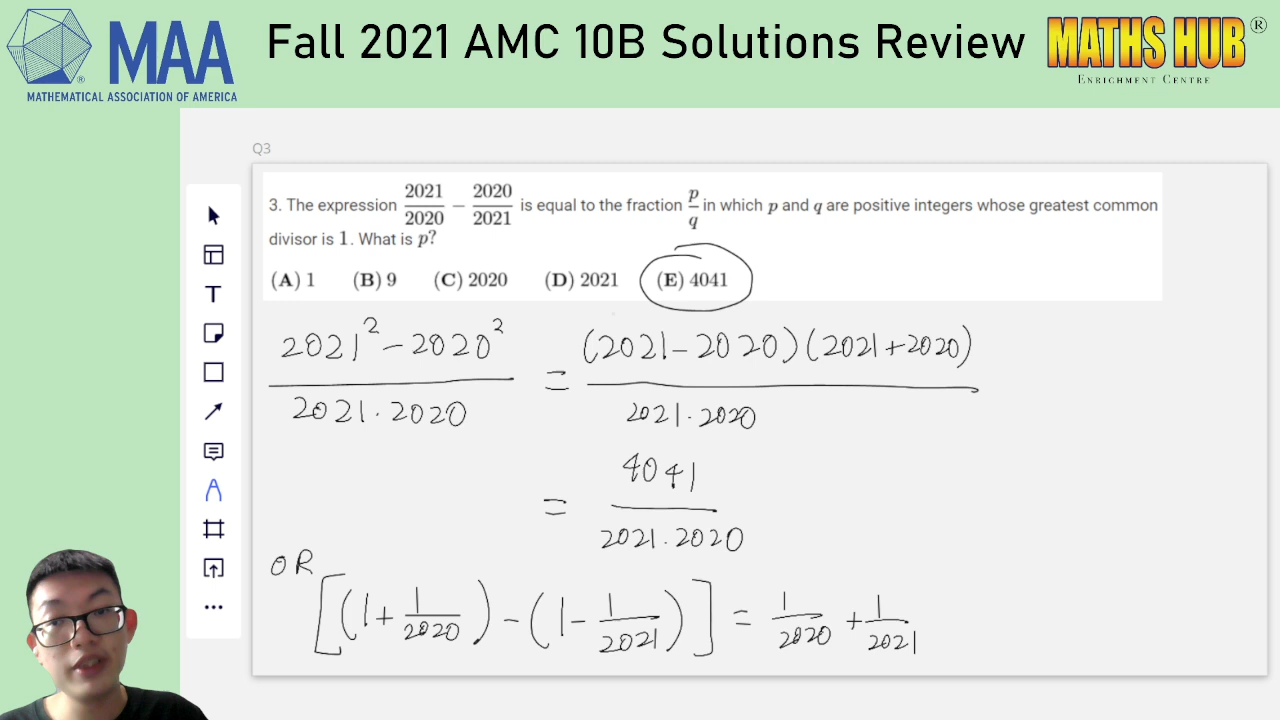 MAA
MATHEMATICAL ASSOCIATION OF AMERICA
Fall 2021 AMC 10B Solutions Review
MATHS HUB®
ENRICHMENT CENTRE
Q3
3. The expression 2021/2020 − 2020/2021 is equal to the fraction p/q in which p and q are positive integers whose greatest common
divisor is 1. What is p?
(A) 1 (B) 9 (C) 2020 (D) 2021 (E) 4041
(2021² − 2020²)/(2021 · 2020) = (2021 − 2020)(2021 + 2020)/(2021 · 2020)
= 4041/(2021 · 2020)
OR
[(1 + 1/2020) − (1 − 1/2021)] = 1/2020 + 1/2021